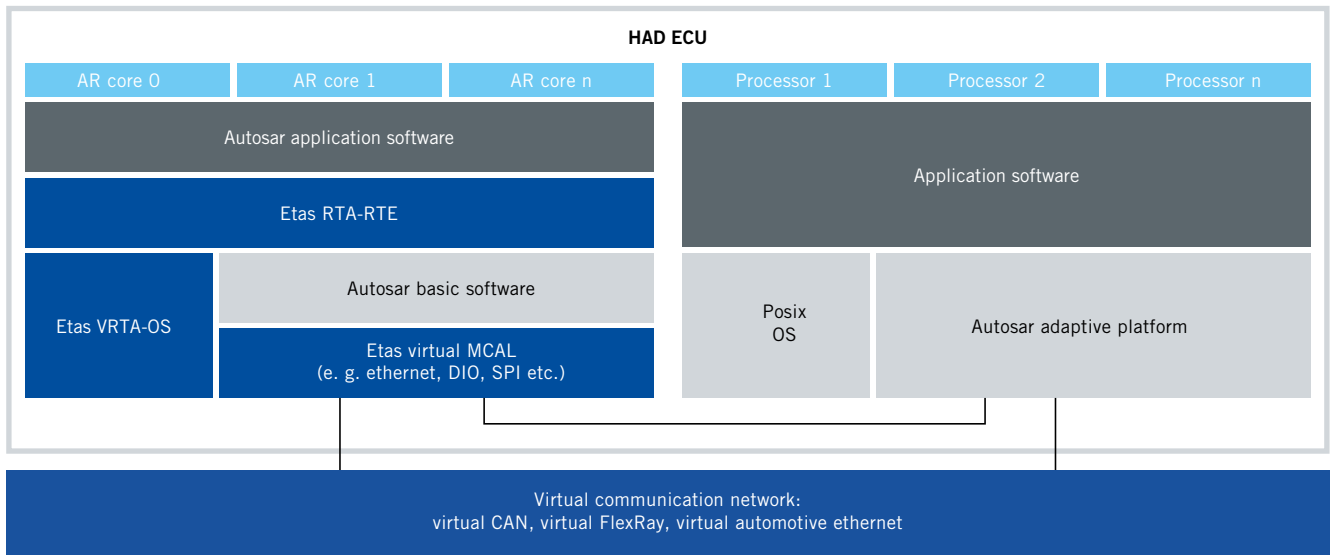 HAD ECU
AR core 0
AR core 1
AR core n
Processor 1
Processor 2
Processor n
Autosar application software
Application software
Etas RTA-RTE
Etas VRTA-OS
Autosar basic software
Etas virtual MCAL
(e. g. ethernet, DIO, SPI etc.)
Posix
OS
Autosar adaptive platform
Virtual communication network:
virtual CAN, virtual FlexRay, virtual automotive ethernet